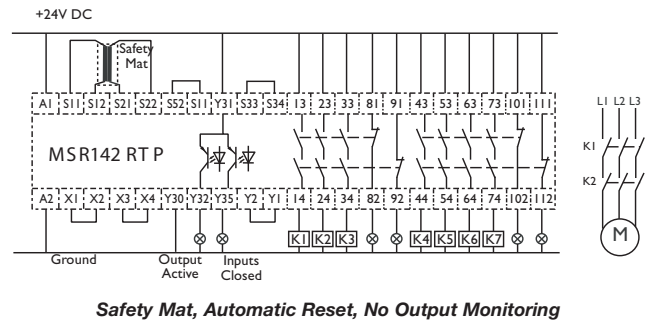 +24V DC
Safety
Mat
A1 S11 S12 S21 S22 S52 S11 Y31 S33 S34 13 23 33 81 91 43 53 63 73 101 111
L1 L2 L3
MSR142 RTP
K1
K2
A2 X1 X2 X3 X4 Y30 Y32 Y35 Y2 Y1 14 24 34 82 92 44 54 64 74 102 112
M
K1 K2 K3 K4 K5 K6 K7
Ground
Output
Active
Inputs
Closed
Safety Mat, Automatic Reset, No Output Monitoring